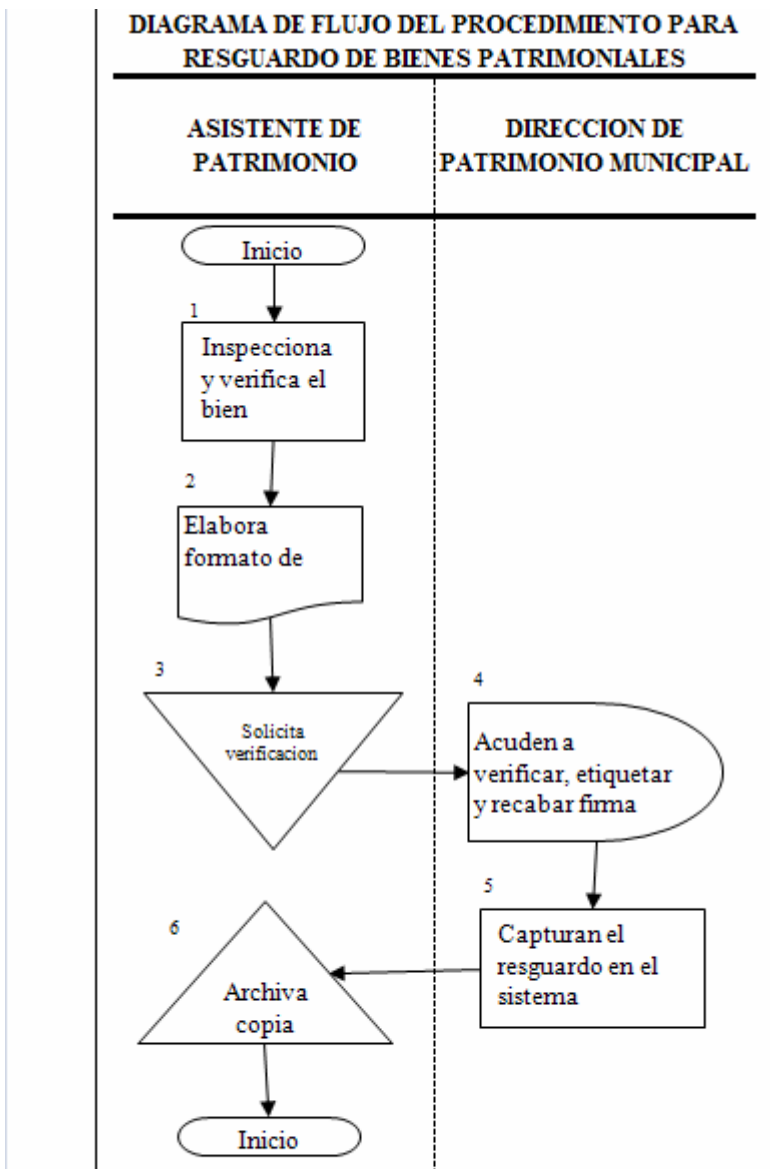 DIAGRAMA DE FLUJO DEL PROCEDIMIENTO PARA
RESGUARDO DE BIENES PATRIMONIALES
ASISTENTE DE
PATRIMONIO
DIRECCION DE
PATRIMONIO MUNICIPAL
Inicio
1
Inspecciona
y verifica el
bien
2
Elabora
formato de
3
Solicita
verificacion
4
Acuden a
verificar, etiquetar
y recabar firma
5
Capturan el
resguardo en el
sistema
6
Archiva
copia
Inicio